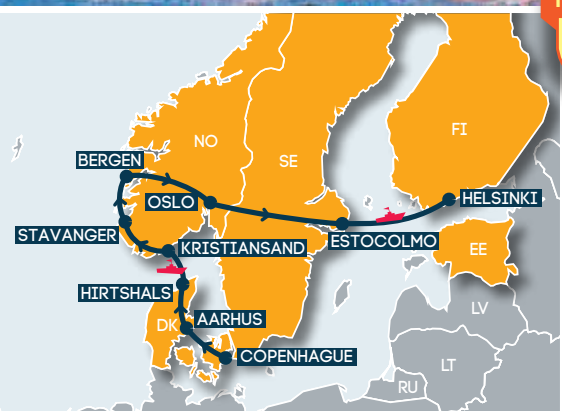 NO
FI
SE
BERGEN
OSLO
HELSINKI
STAVANGER
KRISTIANSAND
ESTOCOLMO
EE
HIRTSHALS
LV
DK
AARHUS
COPENHAGUE
LT
RU